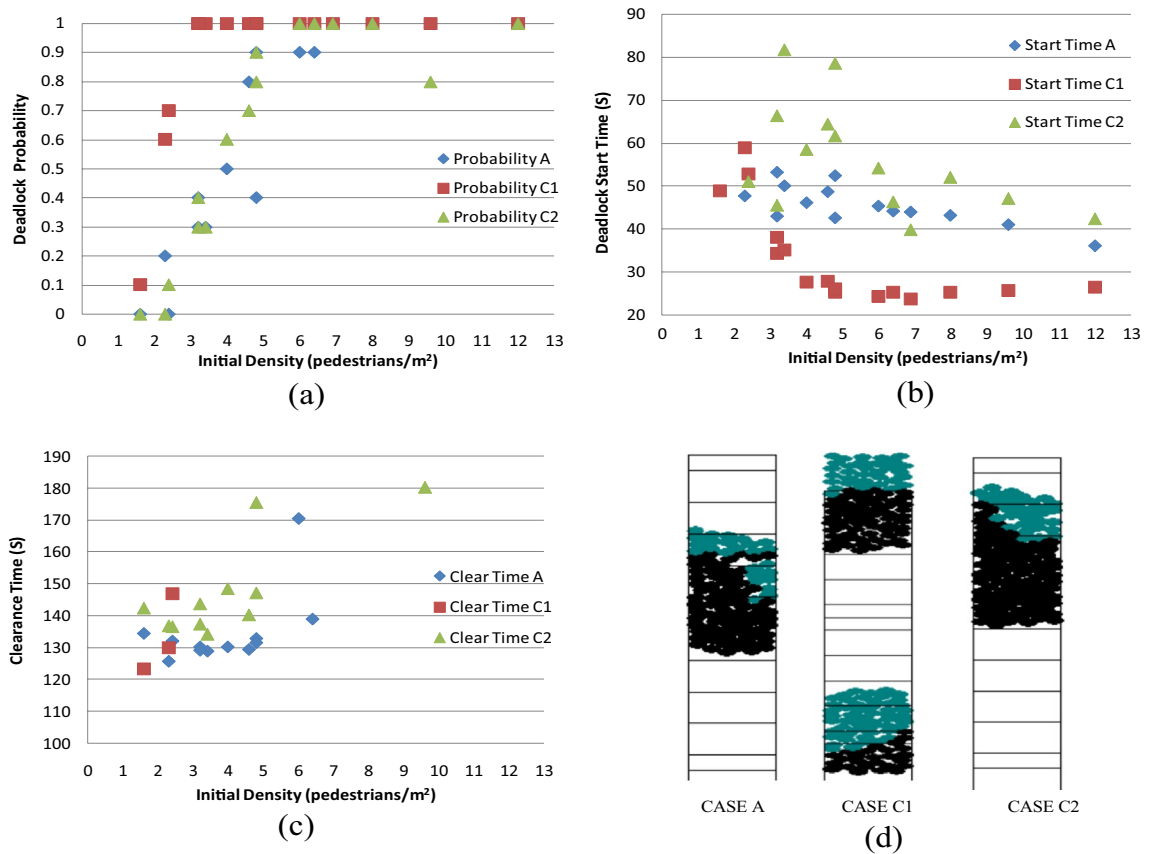 1
0.9
0.8
0.7
0.6
0.5
0.4
0.3
0.2
0.1
0
Deadlock Probability
Probability A
Probability C1
Probability C2
0 1 2 3 4 5 6 7 8 9 10 11 12 13
Initial Density (pedestrians/m²)
(a)
90
80
70
60
50
40
30
20
Deadlock Start Time (S)
Start Time A
Start Time C1
Start Time C2
0 1 2 3 4 5 6 7 8 9 10 11 12 13
Initial Density (pedestrians/m²)
(b)
190
180
170
160
150
140
130
120
110
100
Clearance Time (S)
Clear Time A
Clear Time C1
Clear Time C2
0 1 2 3 4 5 6 7 8 9 10 11 12 13
Initial Density (pedestrians/m²)
(c)
CASE A CASE C1 CASE C2
(d)